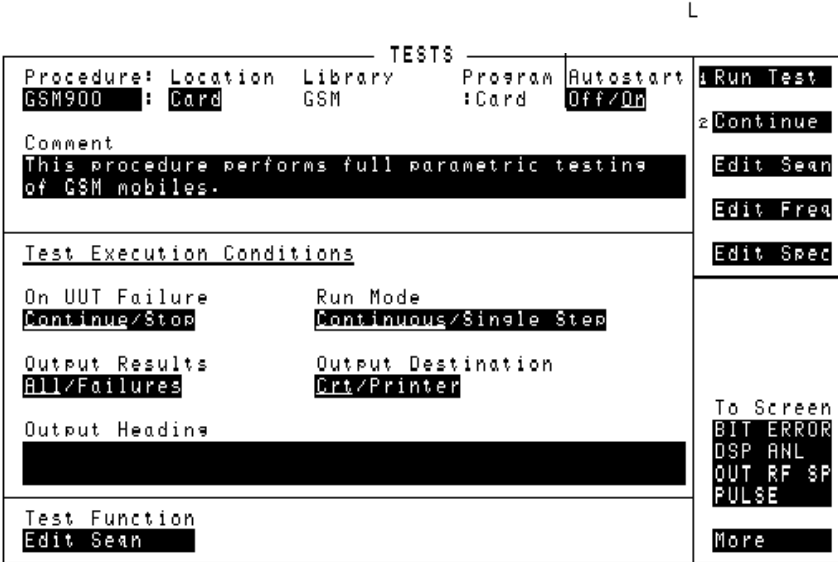 L
TESTS
Procedure: Location Library Program Autostart
GSM900 : Card GSM :Card Off/On
Comment
This procedure performs full parametric testing
of GSM mobiles.
Test Execution Conditions
On UUT Failure Run Mode
Continue/Stop Continuous/Single Step
Output Results Output Destination
All/Failures Crt/Printer
Output Heading
Test Function
Edit Seqn
1 Run Test
2 Continue
Edit Seqn
Edit Freq
Edit Spec
To Screen
BIT ERROR
DSP ANL
OUT RF SP
PULSE
More